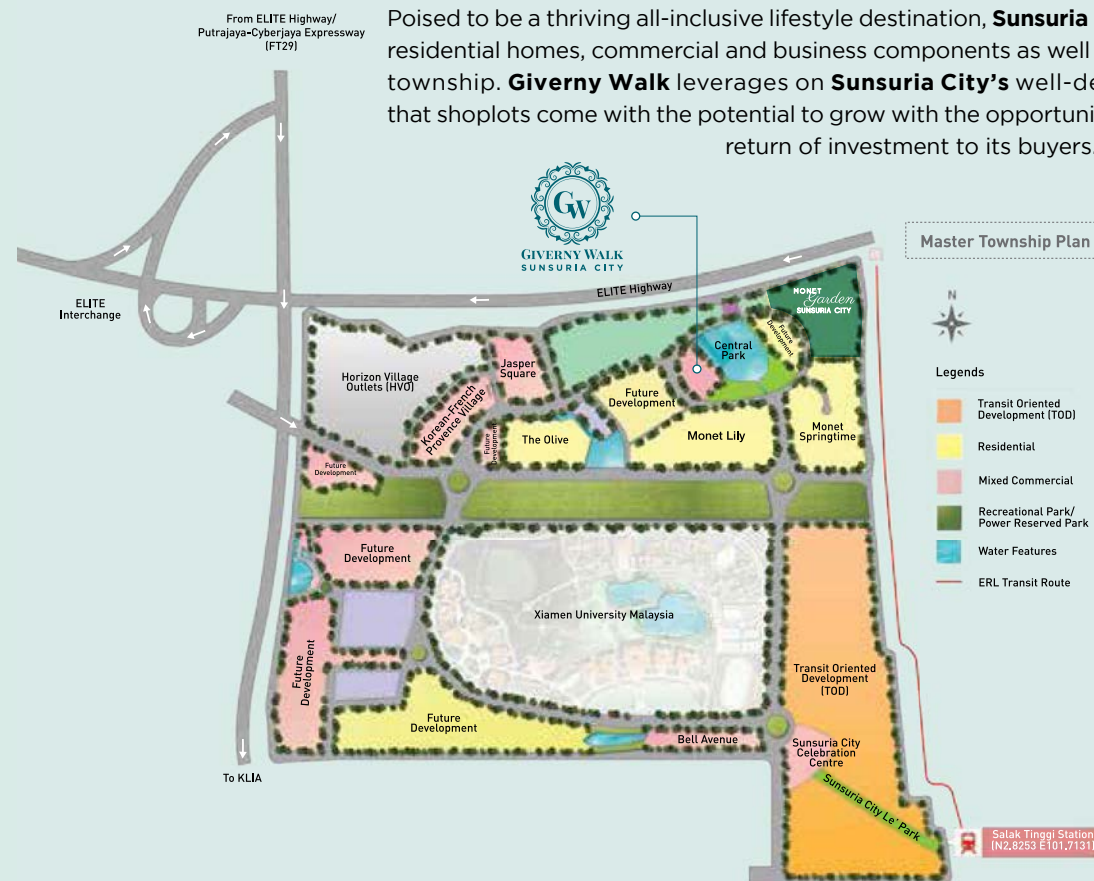 From ELITE Highway/
Putrajaya-Cyberjaya Expressway
(FT29)
Poised to be a thriving all-inclusive lifestyle destination, Sunsuria
residential homes, commercial and business components as well
township. Giverny Walk leverages on Sunsuria City's well-de
that shoplots come with the potential to grow with the opportuni
return of investment to its buyers.
GW
GIVERNY WALK
SUNSURIA CITY
Master Township Plan
ELITE Highway
ELITE
Interchange
MONET
Garden
SUNSURIA CITY
N
Central
Park
Future
Development
Jasper
Square
Horizon Village
Outlets (HVO)
Korean-French
Provence Village
Future
Development
Future
Development
The Olive
Monet Lily
Monet
Springtime
Future
Development
Legends
Transit Oriented
Development (TOD)
Residential
Mixed Commercial
Recreational Park/
Power Reserved Park
Water Features
ERL Transit Route
Future
Development
Xiamen University Malaysia
Future
Development
Transit Oriented
Development
(TOD)
Future
Development
Bell Avenue
Sunsuria City
Celebration
Centre
Sunsuria City Le' Park
To KLIA
Salak Tinggi Station
(N2.8253 E101.7131)